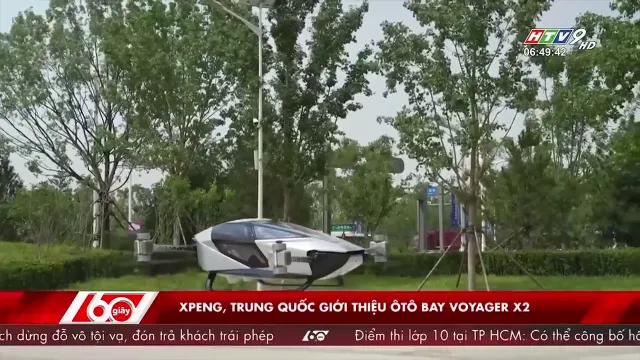 HTV9 HD
06:49:42
60 giây
XPENG, TRUNG QUỐC GIỚI THIỆU ÔTÔ BAY VOYAGER X2
ch dừng đỗ vô tội vạ, đón trả khách trái phép 60 Điểm thi lớp 10 tại TP HCM: Có thể công bố